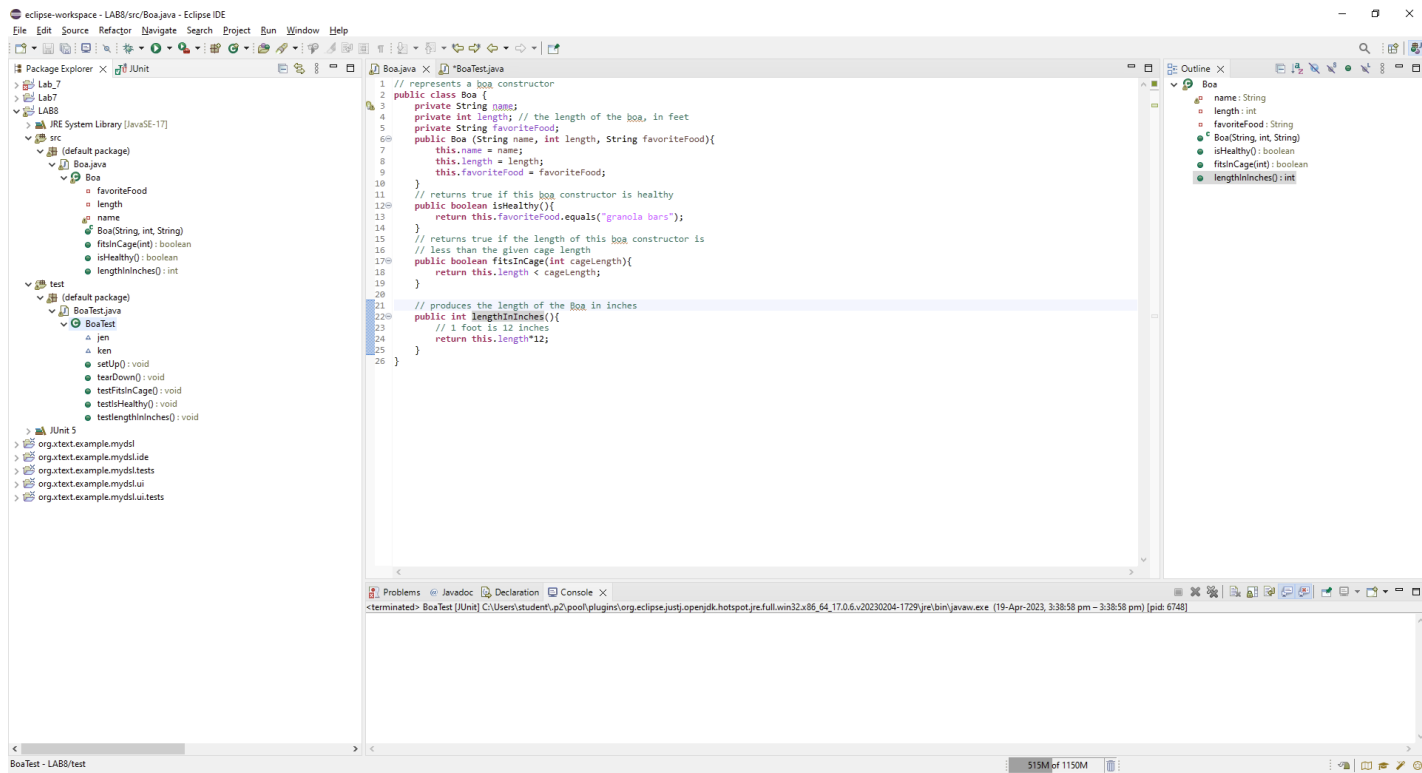 eclipse-workspace - LAB8/src/Boa.java - Eclipse IDE
File Edit Source Refactor Navigate Search Project Run Window Help
Package Explorer
JUnit
Lab_7
Lab7
LAB8
JRE System Library [JavaSE-17]
src
(default package)
Boa.java
Boa
favoriteFood
length
name
Boa(String, int, String)
fitsInCage(int) : boolean
isHealthy() : boolean
lengthInInches() : int
test
(default package)
BoaTest.java
BoaTest
jen
ken
setUp() : void
tearDown() : void
testFitsInCage() : void
testIsHealthy() : void
testlengthInInches() : void
JUnit 5
org.xtext.example.mydsl
org.xtext.example.mydsl.ide
org.xtext.example.mydsl.tests
org.xtext.example.mydsl.ui
org.xtext.example.mydsl.ui.tests
Boa.java
*BoaTest.java
1 // represents a boa constructor
2 public class Boa {
3 private String name;
4 private int length; // the length of the boa, in feet
5 private String favoriteFood;
6 public Boa (String name, int length, String favoriteFood){
7 this.name = name;
8 this.length = length;
9 this.favoriteFood = favoriteFood;
10 }
11 // returns true if this boa constructor is healthy
12 public boolean isHealthy(){
13 return this.favoriteFood.equals("granola bars");
14 }
15 // returns true if the length of this boa constructor is
16 // less than the given cage length
17 public boolean fitsInCage(int cageLength){
18 return this.length < cageLength;
19 }
20
21 // produces the length of the Boa in inches
22 public int lengthInInches(){
23 // 1 foot is 12 inches
24 return this.length*12;
25 }
26 }
Outline
Boa
name : String
length : int
favoriteFood : String
Boa(String, int, String)
isHealthy() : boolean
fitsInCage(int) : boolean
lengthInInches() : int
Problems Javadoc Declaration Console
<terminated> BoaTest [JUnit] C:\Users\student\.p2\pool\plugins\org.eclipse.justj.openjdk.hotspot.jre.full.win32.x86_64_17.0.6.v20230204-1729\jre\bin\javaw.exe (19-Apr-2023, 3:38:58 pm – 3:38:58 pm) [pid: 6748]
BoaTest - LAB8/test
515M of 1150M